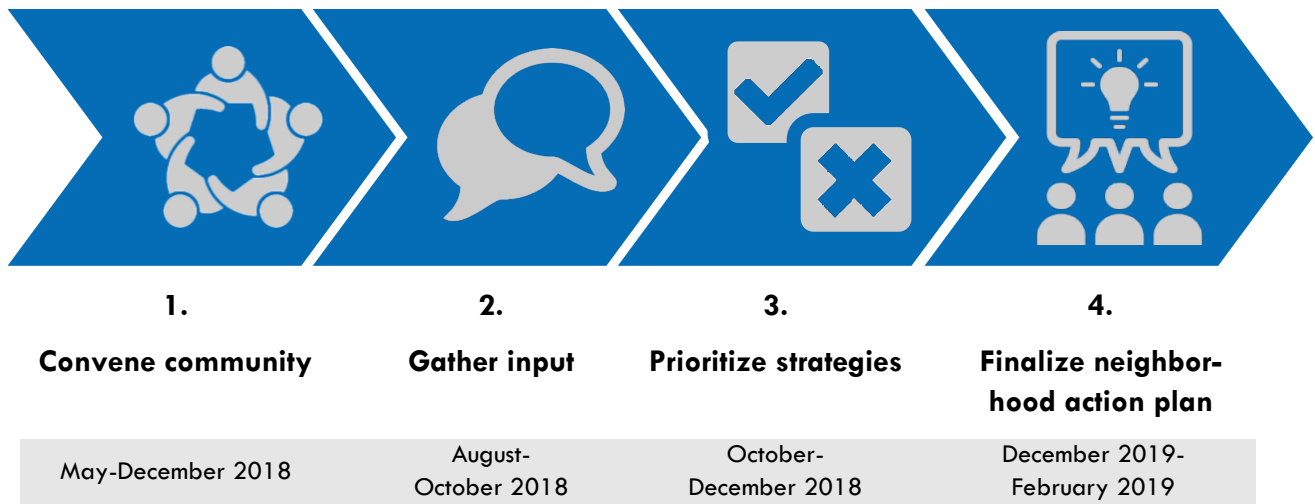 1.
Convene community
2.
Gather input
3.
Prioritize strategies
4.
Finalize neighbor-
hood action plan
May-December 2018
August-
October 2018
October-
December 2018
December 2019-
February 2019